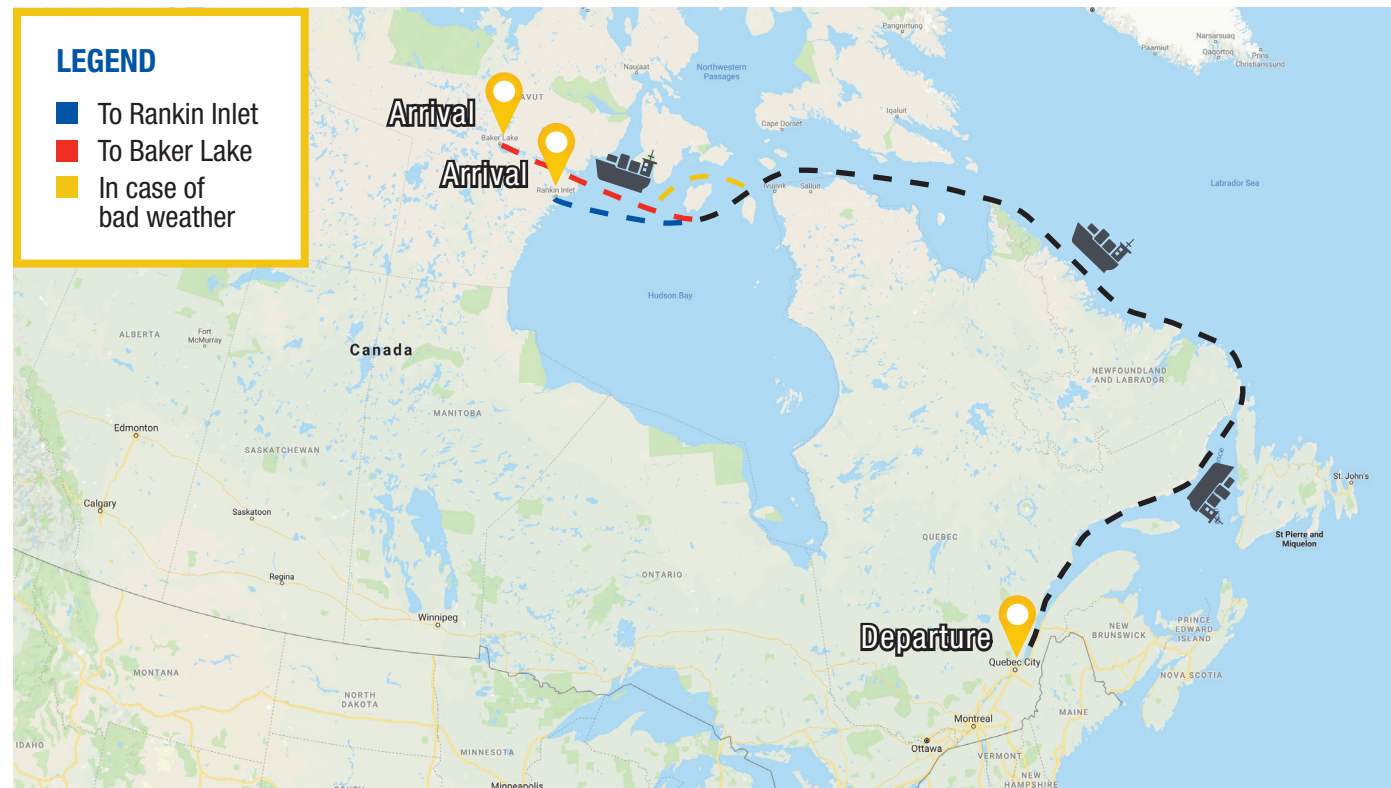 LEGEND
To Rankin Inlet
To Baker Lake
In case of
bad weather
Pangnirtung
Narsarsuaq
Paamiut
Qaqortoq
Prins
Christianssund
Naujaat
Northwestern
Passages
AVUT
Arrival
Baker Lake
Iqaluit
Cape Dorset
Arrival
Rankin Inlet
Ivujivik
Salluit
Labrador Sea
Hudson Bay
ALBERTA
Fort
McMurray
Canada
NEWFOUNDLAND
AND LABRADOR
MANITOBA
Edmonton
SASKATCHEWAN
St. John's
Calgary
Saskatoon
QUEBEC
St Pierre and
Miquelon
ONTARIO
Regina
Winnipeg
Departure
Quebec City
NEW
BRUNSWICK
PRINCE
EDWARD
ISLAND
NOVA SCOTIA
MONTANA
NORTH
DAKOTA
Montreal
MAINE
Ottawa
VERMONT
IDAHO
MINNESOTA
NEW
HAMPSHIRE
Minneapolis